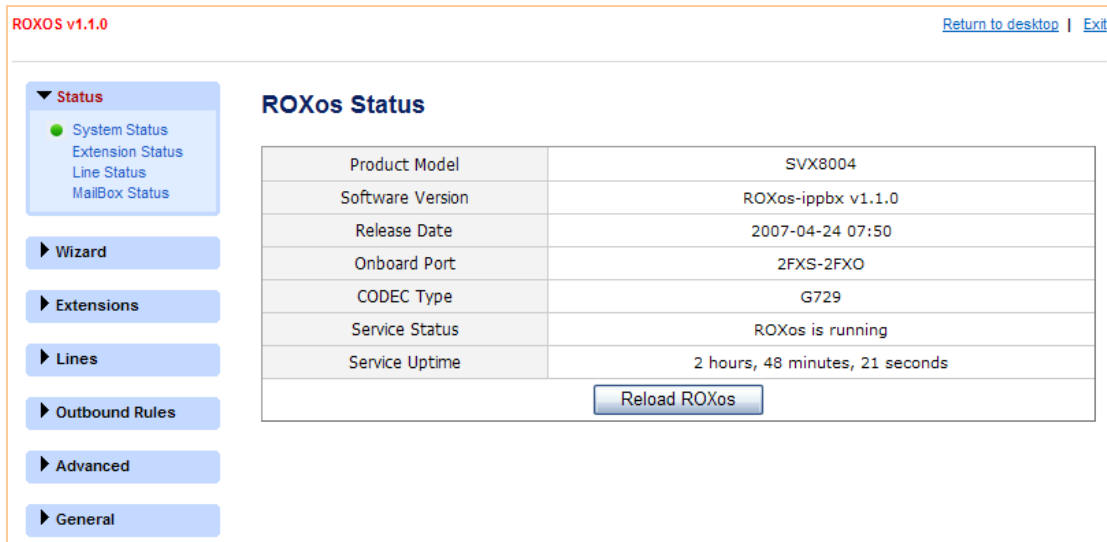 ROXOS v1.1.0
Return to desktop | Exit
Status
System Status
Extension Status
Line Status
MailBox Status
Wizard
Extensions
Lines
Outbound Rules
Advanced
General
ROXos Status
Product Model SVX8004
Software Version ROXos-ippbx v1.1.0
Release Date 2007-04-24 07:50
Onboard Port 2FXS-2FXO
CODEC Type G729
Service Status ROXos is running
Service Uptime 2 hours, 48 minutes, 21 seconds
Reload ROXos